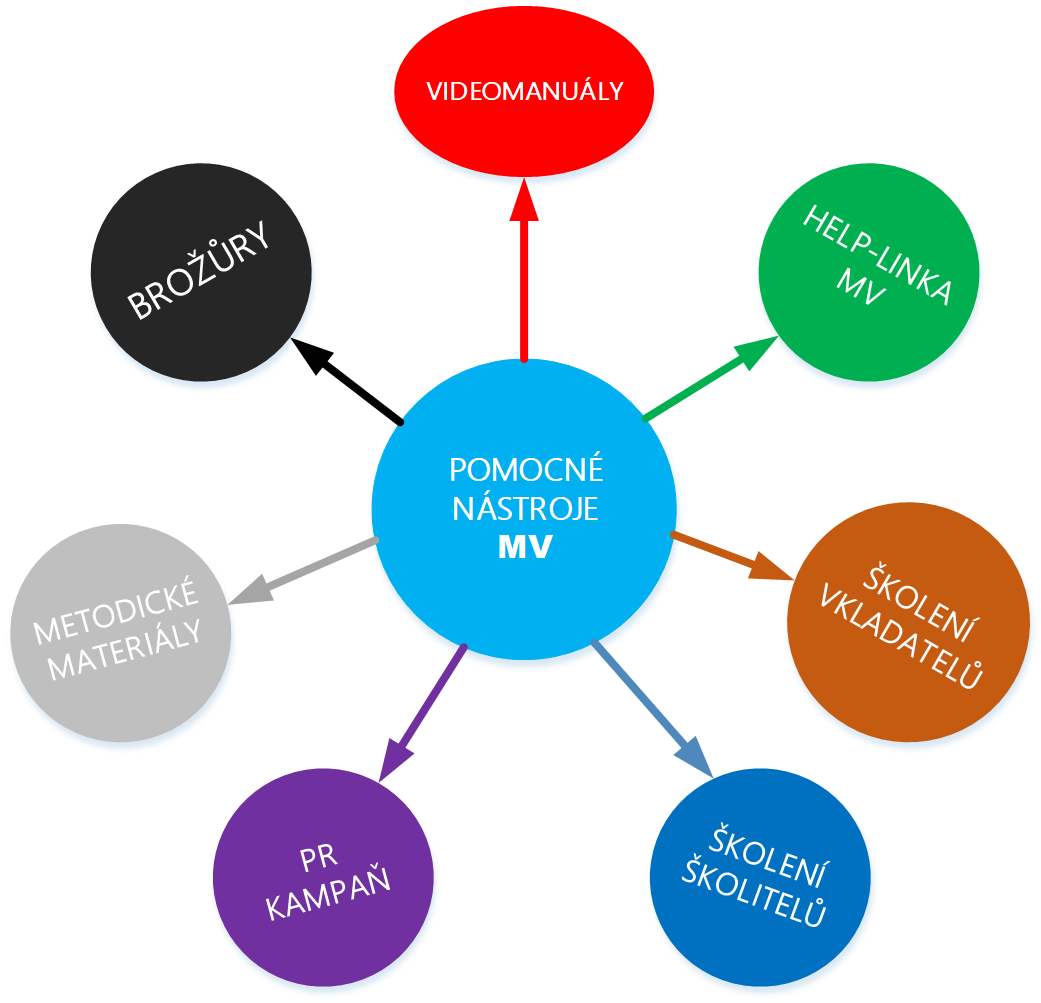 VIDEOMANUÁLY
BROŽŮRY
HELP-LINKA
MV
POMOCNÉ
NÁSTROJE
MV
METODICKÉ
MATERIÁLY
ŠKOLENÍ
VKLADATELŮ
PR
KAMPAŇ
ŠKOLENÍ
ŠKOLITELŮ